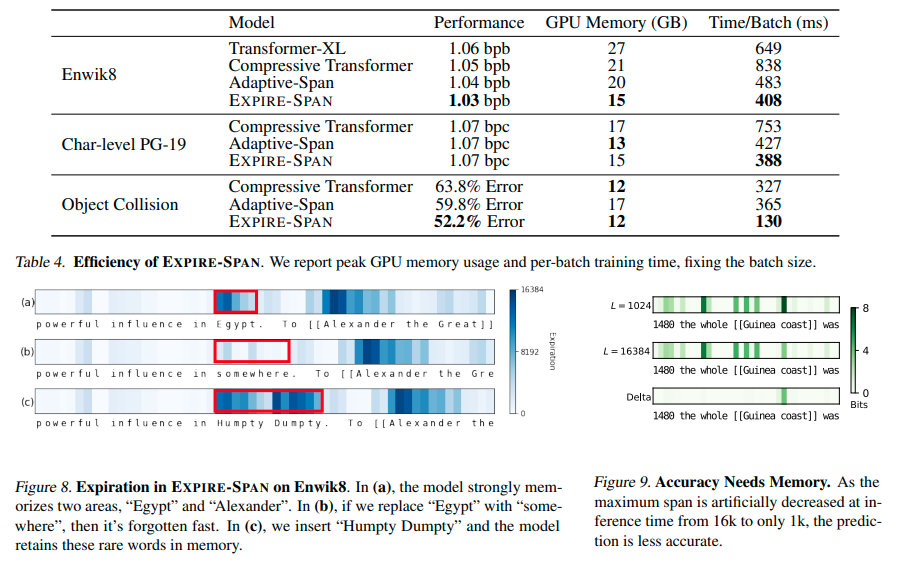 Model Performance GPU Memory (GB) Time/Batch (ms)
Enwik8
Transformer-XL 1.06 bpb 27 649
Compressive Transformer 1.05 bpb 21 838
Adaptive-Span 1.04 bpb 20 483
EXPIRE-SPAN 1.03 bpb 15 408
Char-level PG-19
Compressive Transformer 1.07 bpc 17 753
Adaptive-Span 1.07 bpc 13 427
EXPIRE-SPAN 1.07 bpc 15 388
Object Collision
Compressive Transformer 63.8% Error 12 327
Adaptive-Span 59.8% Error 17 365
EXPIRE-SPAN 52.2% Error 12 130
Table 4. Efficiency of EXPIRE-SPAN. We report peak GPU memory usage and per-batch training time, fixing the batch size.
(a)
powerful influence in Egypt. To [[Alexander the Great]]
(b)
powerful influence in somewhere. To [[Alexander the Gre
(c)
powerful influence in Humpty Dumpty. To [[Alexander the
16384
8192
0
Expiration
L = 1024
1480 the whole [[Guinea coast]] was
L = 16384
1480 the whole [[Guinea coast]] was
Delta
1480 the whole [[Guinea coast]] was
8
4
0
Bits
Figure 8. Expiration in EXPIRE-SPAN on Enwik8. In (a), the model strongly mem-
orizes two areas, “Egypt” and “Alexander”. In (b), if we replace “Egypt” with “some-
where”, then it’s forgotten fast. In (c), we insert “Humpty Dumpty” and the model
retains these rare words in memory.
Figure 9. Accuracy Needs Memory. As the
maximum span is artificially decreased at in-
ference time from 16k to only 1k, the predic-
tion is less accurate.